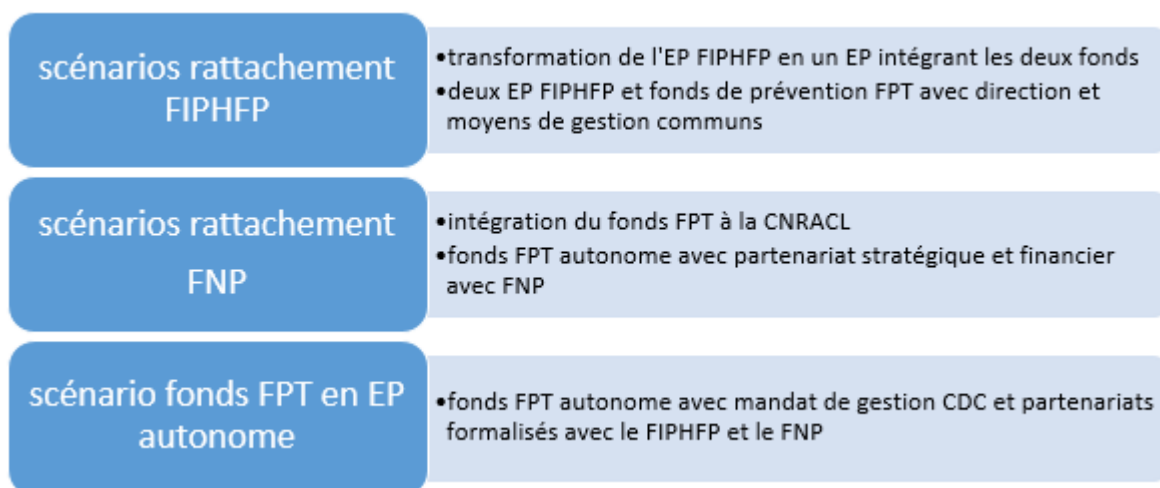 scénarios rattachement
FIPHFP
•transformation de l'EP FIPHFP en un EP intégrant les deux fonds
•deux EP FIPHFP et fonds de prévention FPT avec direction et
moyens de gestion communs
scénarios rattachement
FNP
•intégration du fonds FPT à la CNRACL
•fonds FPT autonome avec partenariat stratégique et financier
avec FNP
scénario fonds FPT en EP
autonome
•fonds FPT autonome avec mandat de gestion CDC et partenariats
formalisés avec le FIPHFP et le FNP